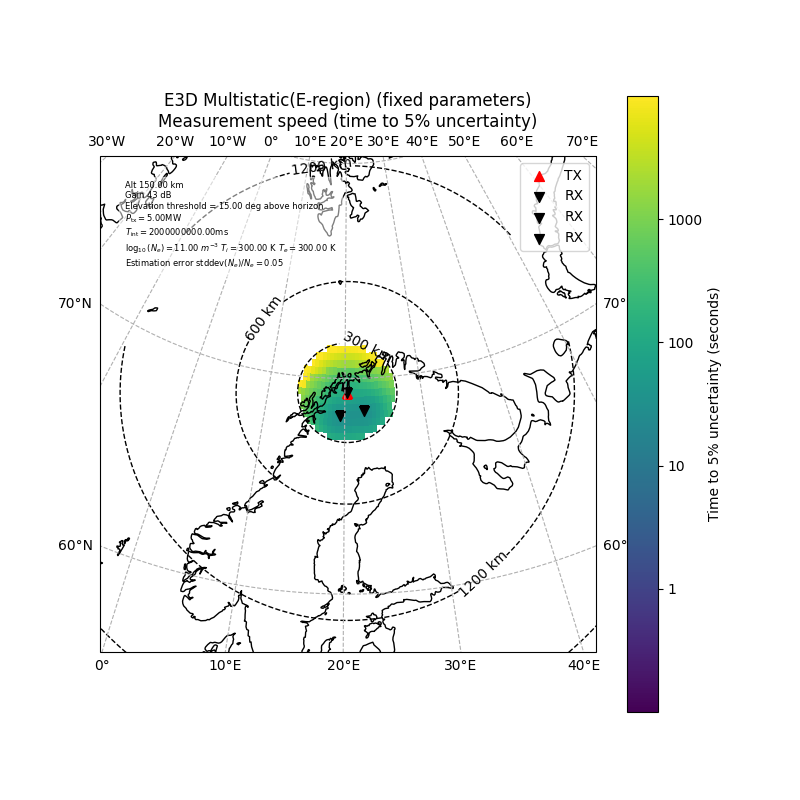 E3D Multistatic(E-region) (fixed parameters)
Measurement speed (time to 5% uncertainty)
30°W 20°W 10°W 0° 10°E 20°E 30°E 40°E 50°E 60°E 70°E
1200 km
Alt 150.00 km
Gain 43 dB
Elevation threshold = 15.00 deg above horizon
P_tx = 5.00MW
T_int = 2000000000.00ms
log₁₀(N_e) = 11.00 m⁻³ T_i = 300.00 K T_e = 300.00 K
Estimation error stddev(N_e)/N_e = 0.05
TX
RX
RX
RX
70°N
70°
600 km
300 km
60°N
60°
1200 km
0° 10°E 20°E 30°E 40°E
1000
100
10
1
Time to 5% uncertainty (seconds)